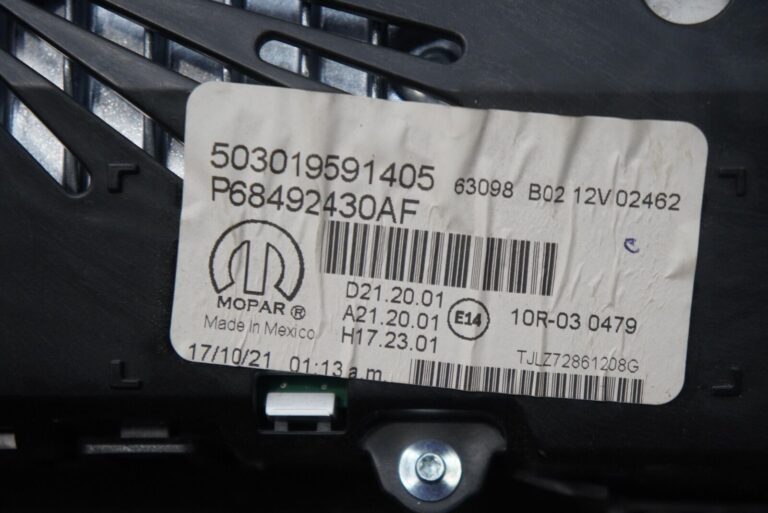 503019591405 63098 B02 12V 02462
P68492430AF
MOPAR®
Made in Mexico
D21.20.01
A21.20.01
H17.23.01
E14
10R-03 0479
TJLZ72861208G
17/10/21 01:13 a.m.